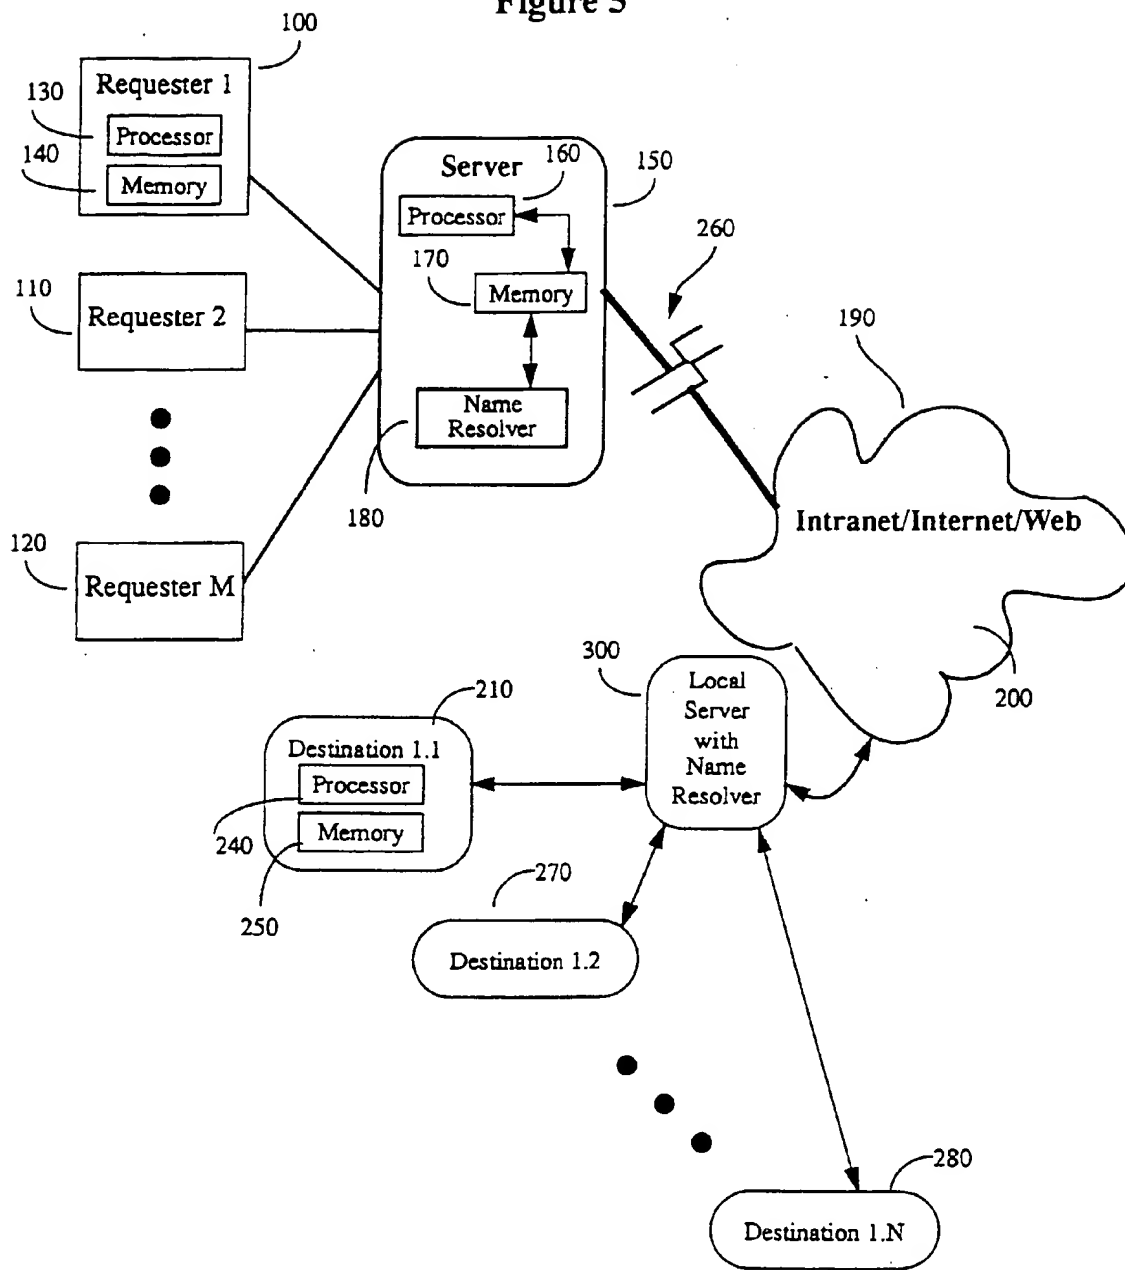 Figure 3
100
Requester 1
130
Processor
140
Memory
Server
160
150
Processor
260
170
Memory
110
Requester 2
190
Name
Resolver
180
Intranet/Internet/Web
120
Requester M
300
Local
Server
with
Name
Resolver
200
210
Destination 1.1
Processor
240
Memory
250
270
Destination 1.2
280
Destination 1.N